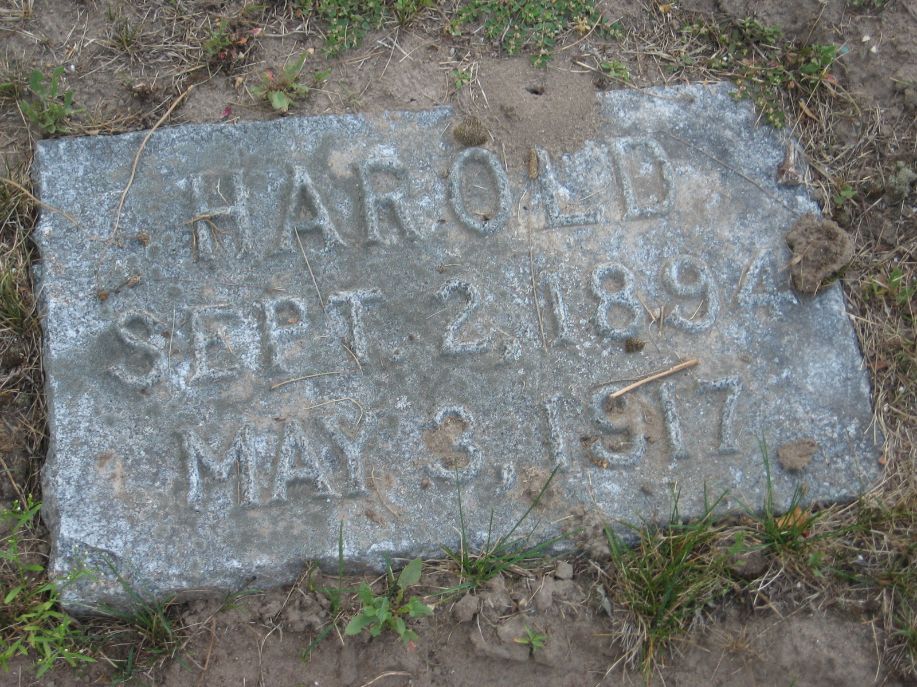 HAROLD
SEPT 2, 1894
MAY 3, 1917